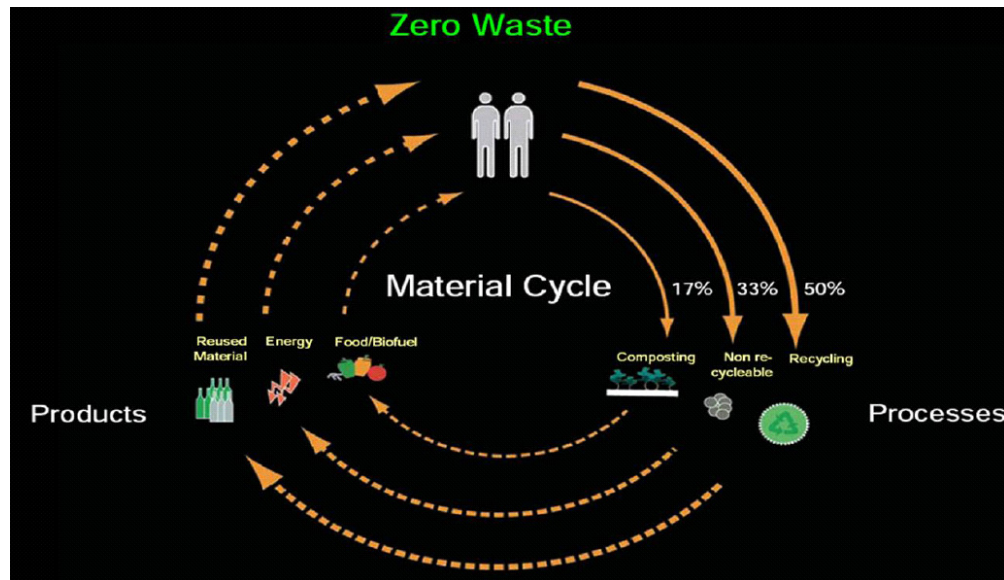 Zero Waste
Material Cycle
17%
33%
50%
Reused
Material
Energy
Food/Biofuel
Composting
Non re-
cycleable
Recycling
Products
Processes